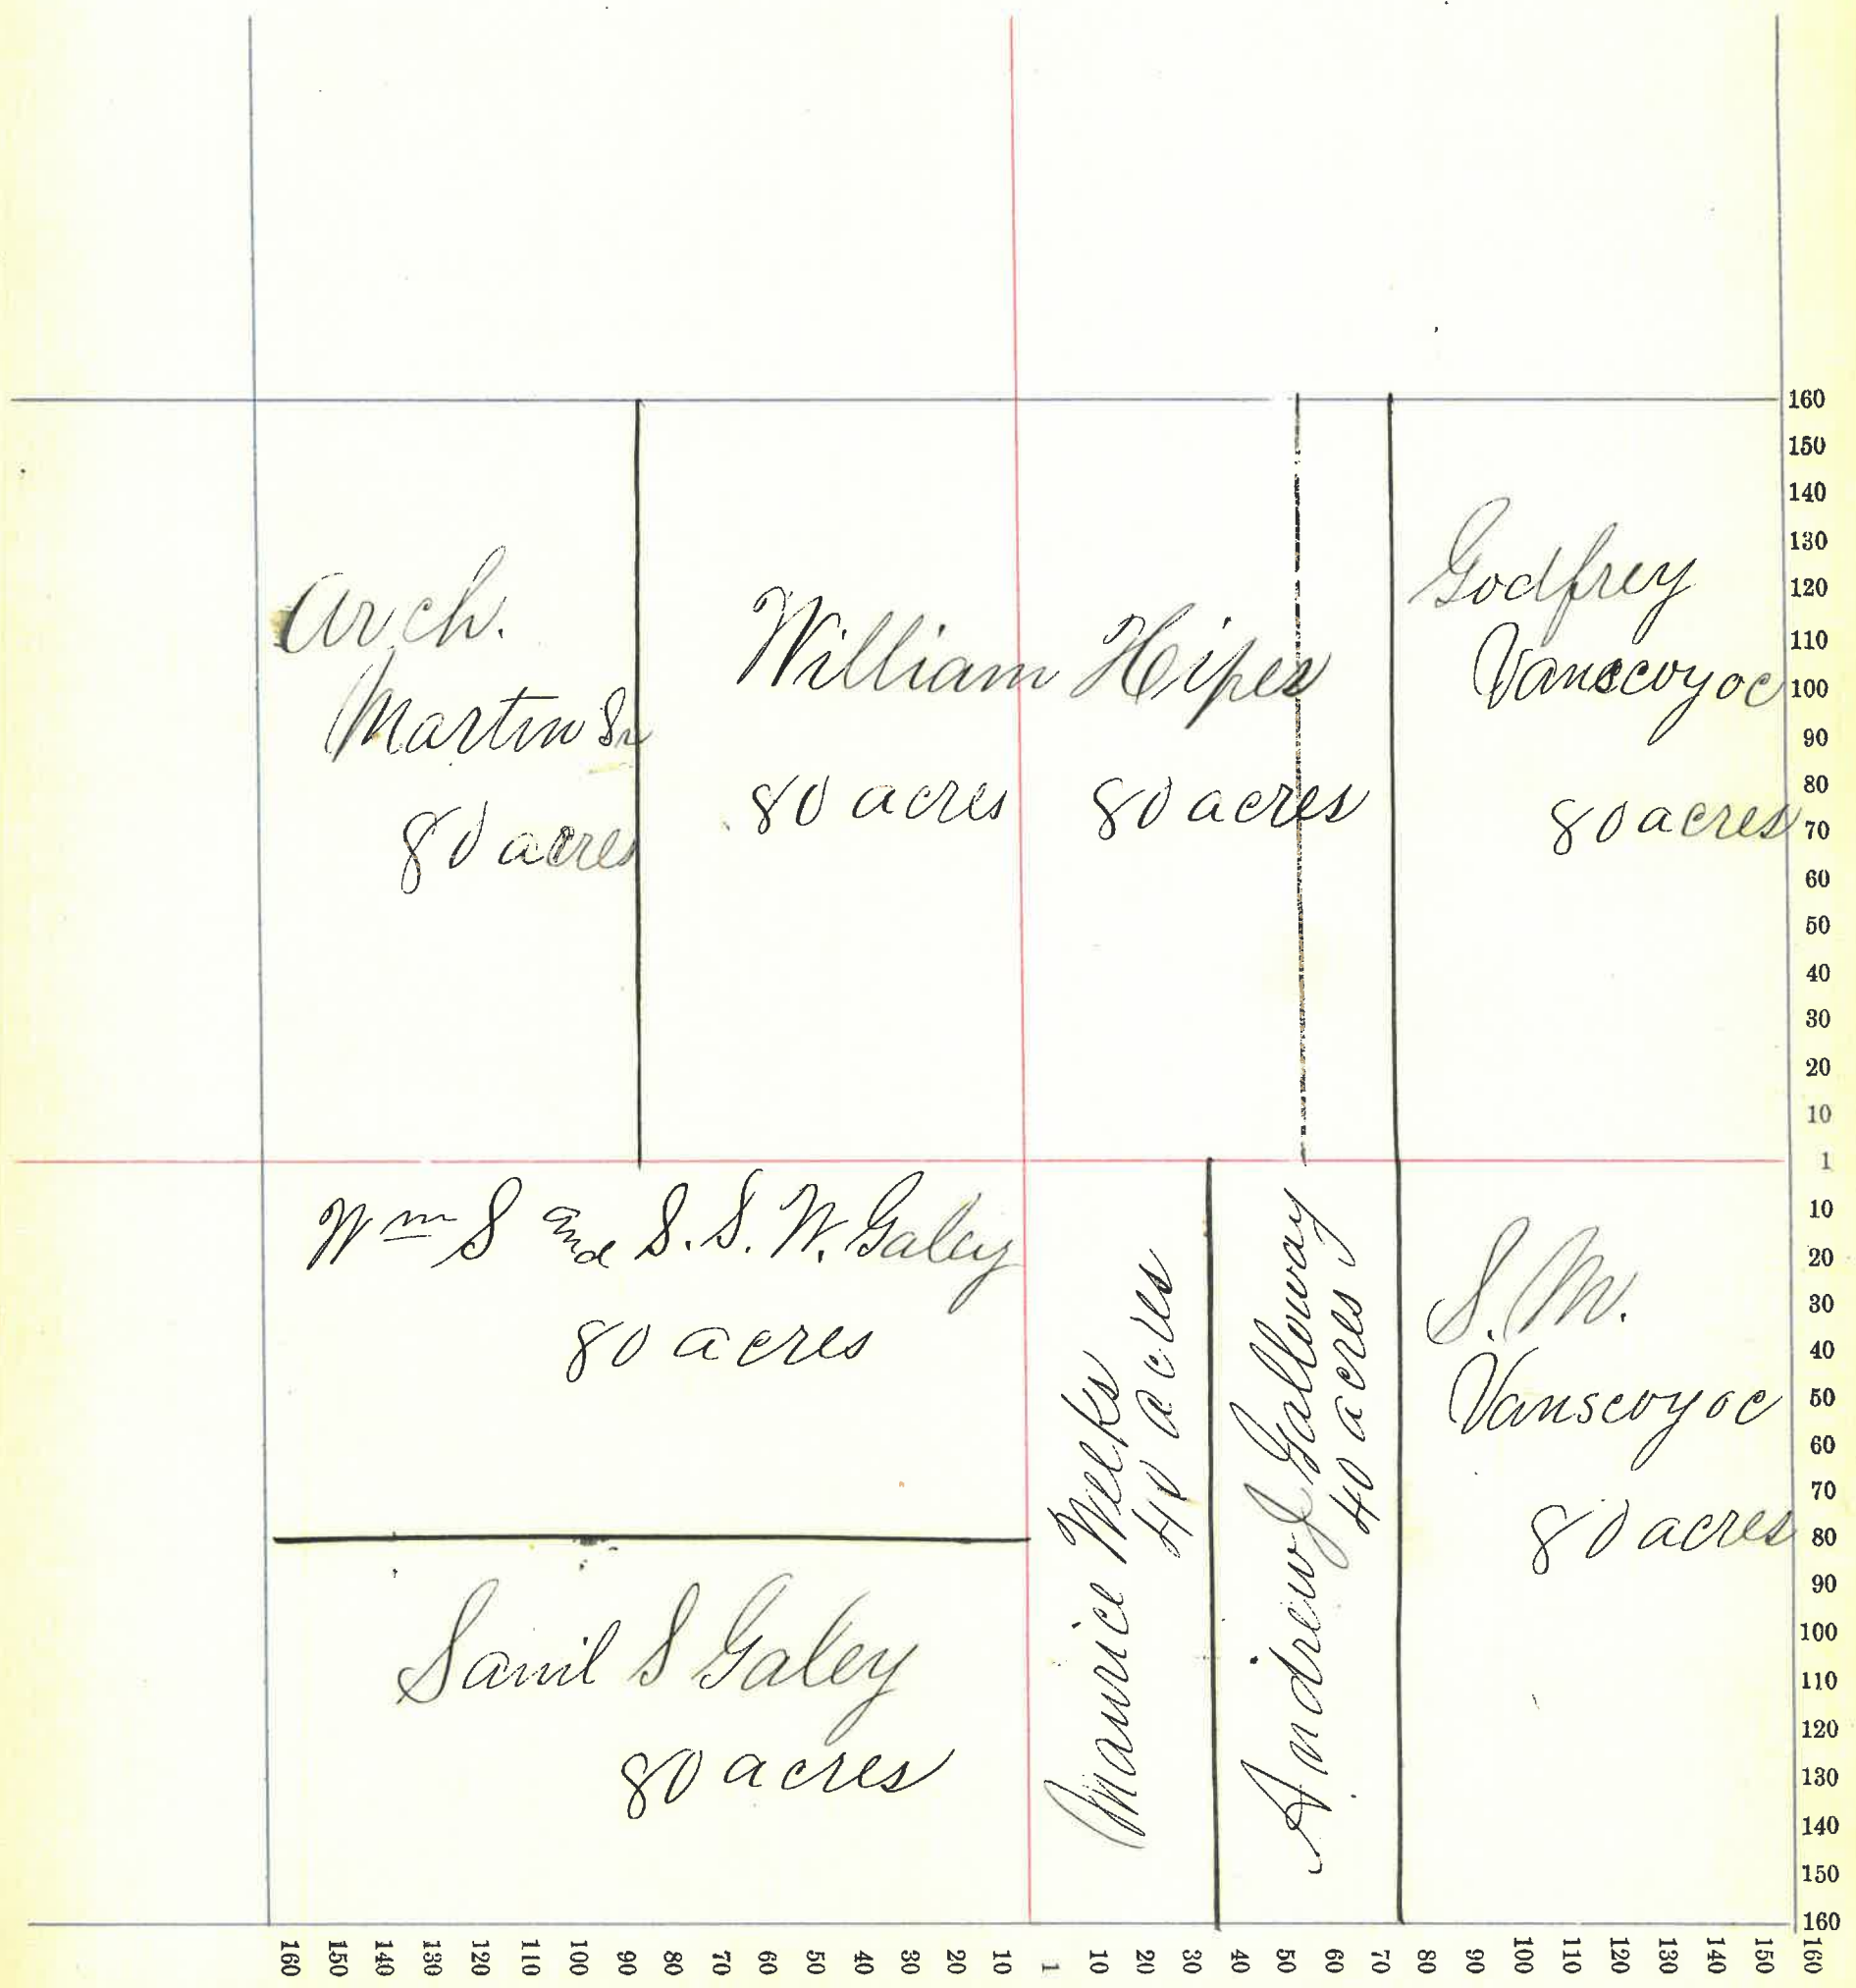 Arch.
Martin Sr
80 acres
William Hipes
80 acres 80 acres
Godfrey
Vanscoyoc
80 acres
Wm S and S. S. W. Galey
80 acres
Saml S Galey
80 acres
Maurice Weeks
40 acres
Andrew J Galloway
40 acres
S. M.
Vanscoyoc
80 acres
160
150
140
130
120
110
100
90
80
70
60
50
40
30
20
10
1
10
20
30
40
50
60
70
80
90
100
110
120
130
140
150
160
160 150 140 130 120 110 100 90 80 70 60 50 40 30 20 10 1 10 20 30 40 50 60 70 80 90 100 110 120 130 140 150 160